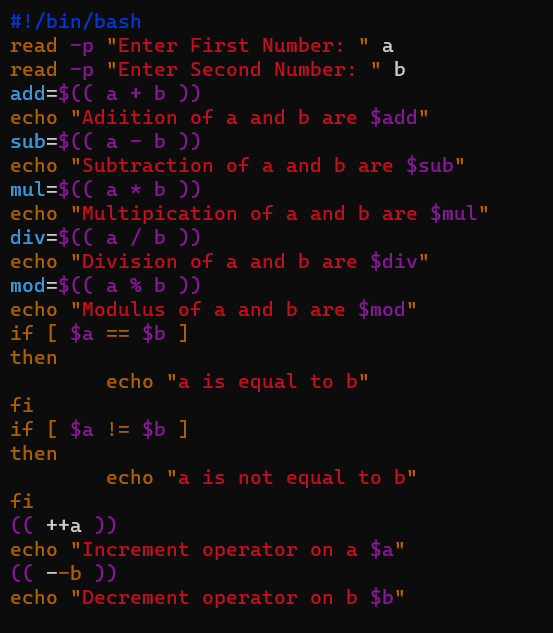 #!/bin/bash
read -p "Enter First Number: " a
read -p "Enter Second Number: " b
add=$(( a + b ))
echo "Adiition of a and b are $add"
sub=$(( a - b ))
echo "Subtraction of a and b are $sub"
mul=$(( a * b ))
echo "Multipication of a and b are $mul"
div=$(( a / b ))
echo "Division of a and b are $div"
mod=$(( a % b ))
echo "Modulus of a and b are $mod"
if [ $a == $b ]
then
        echo "a is equal to b"
fi
if [ $a != $b ]
then
        echo "a is not equal to b"
fi
(( ++a ))
echo "Increment operator on a $a"
(( --b ))
echo "Decrement operator on b $b"